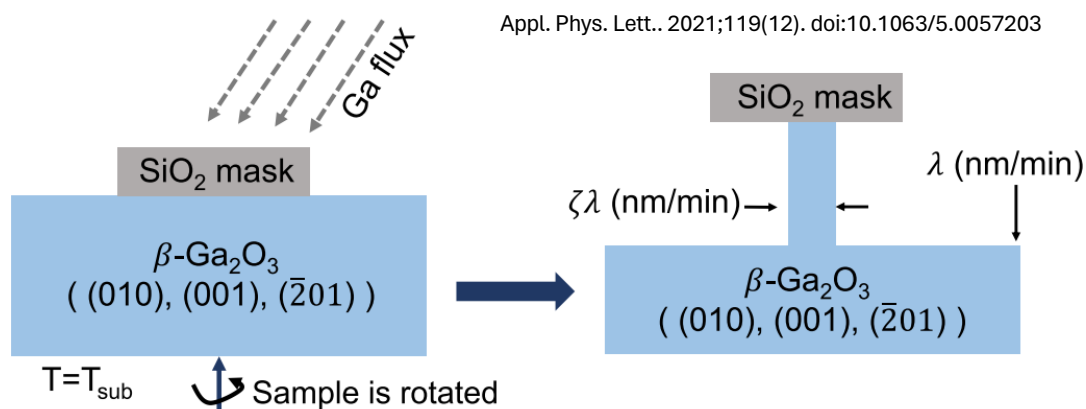 Appl. Phys. Lett.. 2021;119(12). doi:10.1063/5.0057203
Ga flux
SiO₂ mask
β-Ga₂O₃
( (010), (001), (2̅01) )
T=T_sub
Sample is rotated
SiO₂ mask
λ (nm/min)
ζλ (nm/min)
β-Ga₂O₃
( (010), (001), (2̅01) )